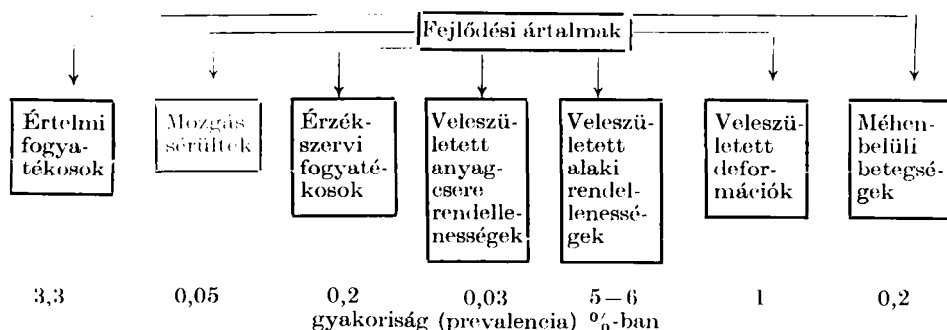 Fejlődési ártalmak
Értelmi
fogya-
tékosok
Mozgás
sérültek
Érzék-
szervi
fogyaté-
kosok
Veleszü-
letett
anyag-
csere
rendelle-
nességek
Veleszü-
letett
alaki
rendel-
lenessé-
gek
Veleszü-
letett
defor-
mációk
Méhen-
belüli
betegsé-
gek
3,3 0,05 0,2 0,03 5–6 1 0,2
gyakoriság (prevalencia) %-ban